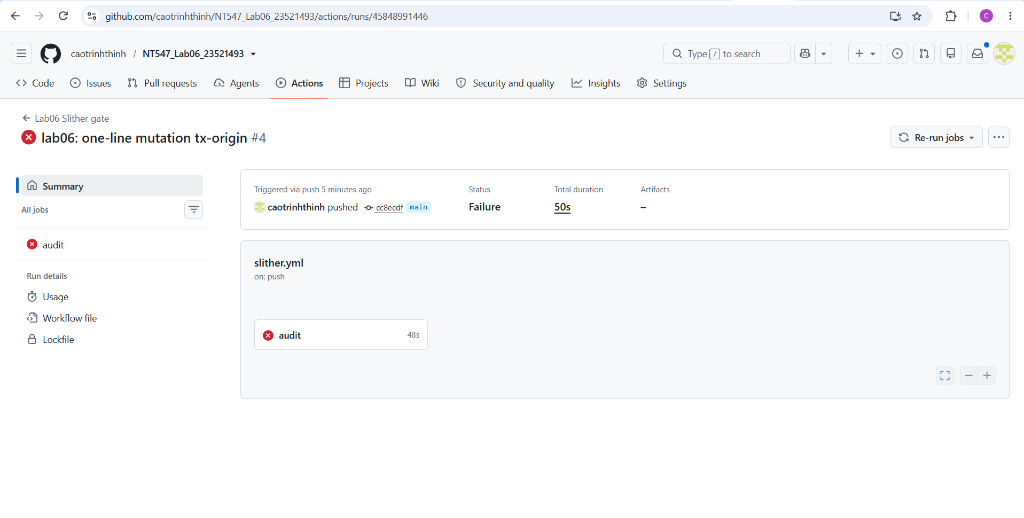 github.com/caotrinhthinh/NT547_Lab06_23521493/actions/runs/45848991446
C
caotrinhthinh / NT547_Lab06_23521493
Type / to search
Code Issues Pull requests Agents Actions Projects Wiki Security and quality Insights Settings
Lab06 Slither gate
lab06: one-line mutation tx-origin #4
Re-run jobs
Summary
All jobs
audit
Run details
Usage
Workflow file
Lockfile
Triggered via push 5 minutes ago
caotrinhthinh pushed cc8ecdf main
Status
Failure
Total duration
50s
Artifacts
–
slither.yml
on: push
audit 48s